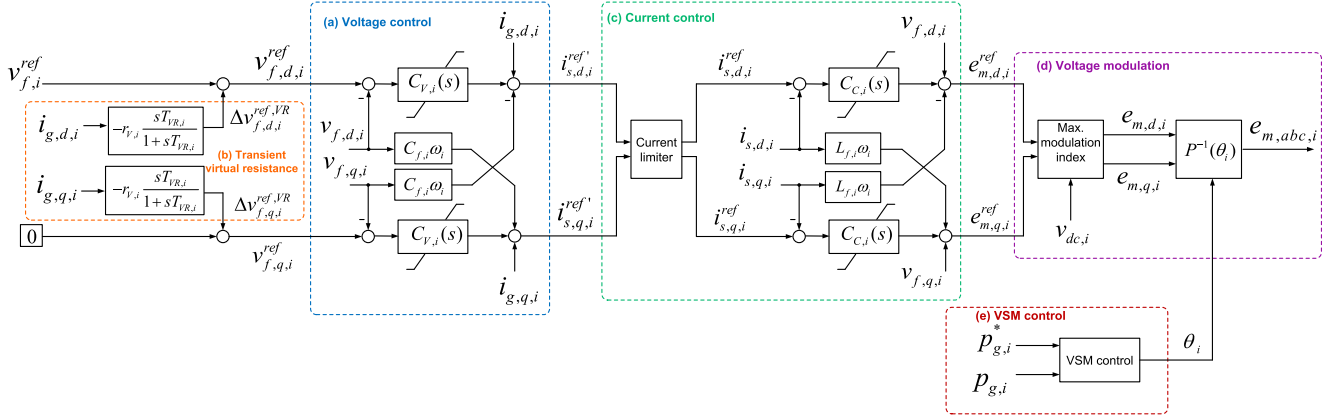 (a) Voltage control
(c) Current control
(d) Voltage modulation
(b) Transient
virtual resistance
(e) VSM control
v_{f,i}^{ref}
v_{f,d,i}^{ref}
i_{g,d,i}
-r_{V,i} \frac{sT_{VR,i}}{1+sT_{VR,i}}
Δv_{f,d,i}^{ref,VR}
i_{g,q,i}
-r_{V,i} \frac{sT_{VR,i}}{1+sT_{VR,i}}
Δv_{f,q,i}^{ref,VR}
0
v_{f,q,i}^{ref}
i_{g,d,i}
-
C_{V,i}(s)
-
v_{f,d,i}
C_{f,i}ω_i
v_{f,q,i}
C_{f,i}ω_i
-
C_{V,i}(s)
i_{g,q,i}
i_{s,d,i}^{ref'}
i_{s,q,i}^{ref'}
Current
limiter
i_{s,d,i}^{ref}
i_{s,q,i}^{ref}
v_{f,d,i}
-
C_{C,i}(s)
-
i_{s,d,i}
L_{f,i}ω_i
i_{s,q,i}
L_{f,i}ω_i
-
C_{C,i}(s)
v_{f,q,i}
e_{m,d,i}^{ref}
e_{m,q,i}^{ref}
Max.
modulation
index
v_{dc,i}
e_{m,d,i}
e_{m,q,i}
P^{-1}(θ_i)
e_{m,abc,i}
p_{g,i}^{*}
p_{g,i}
VSM control
θ_i